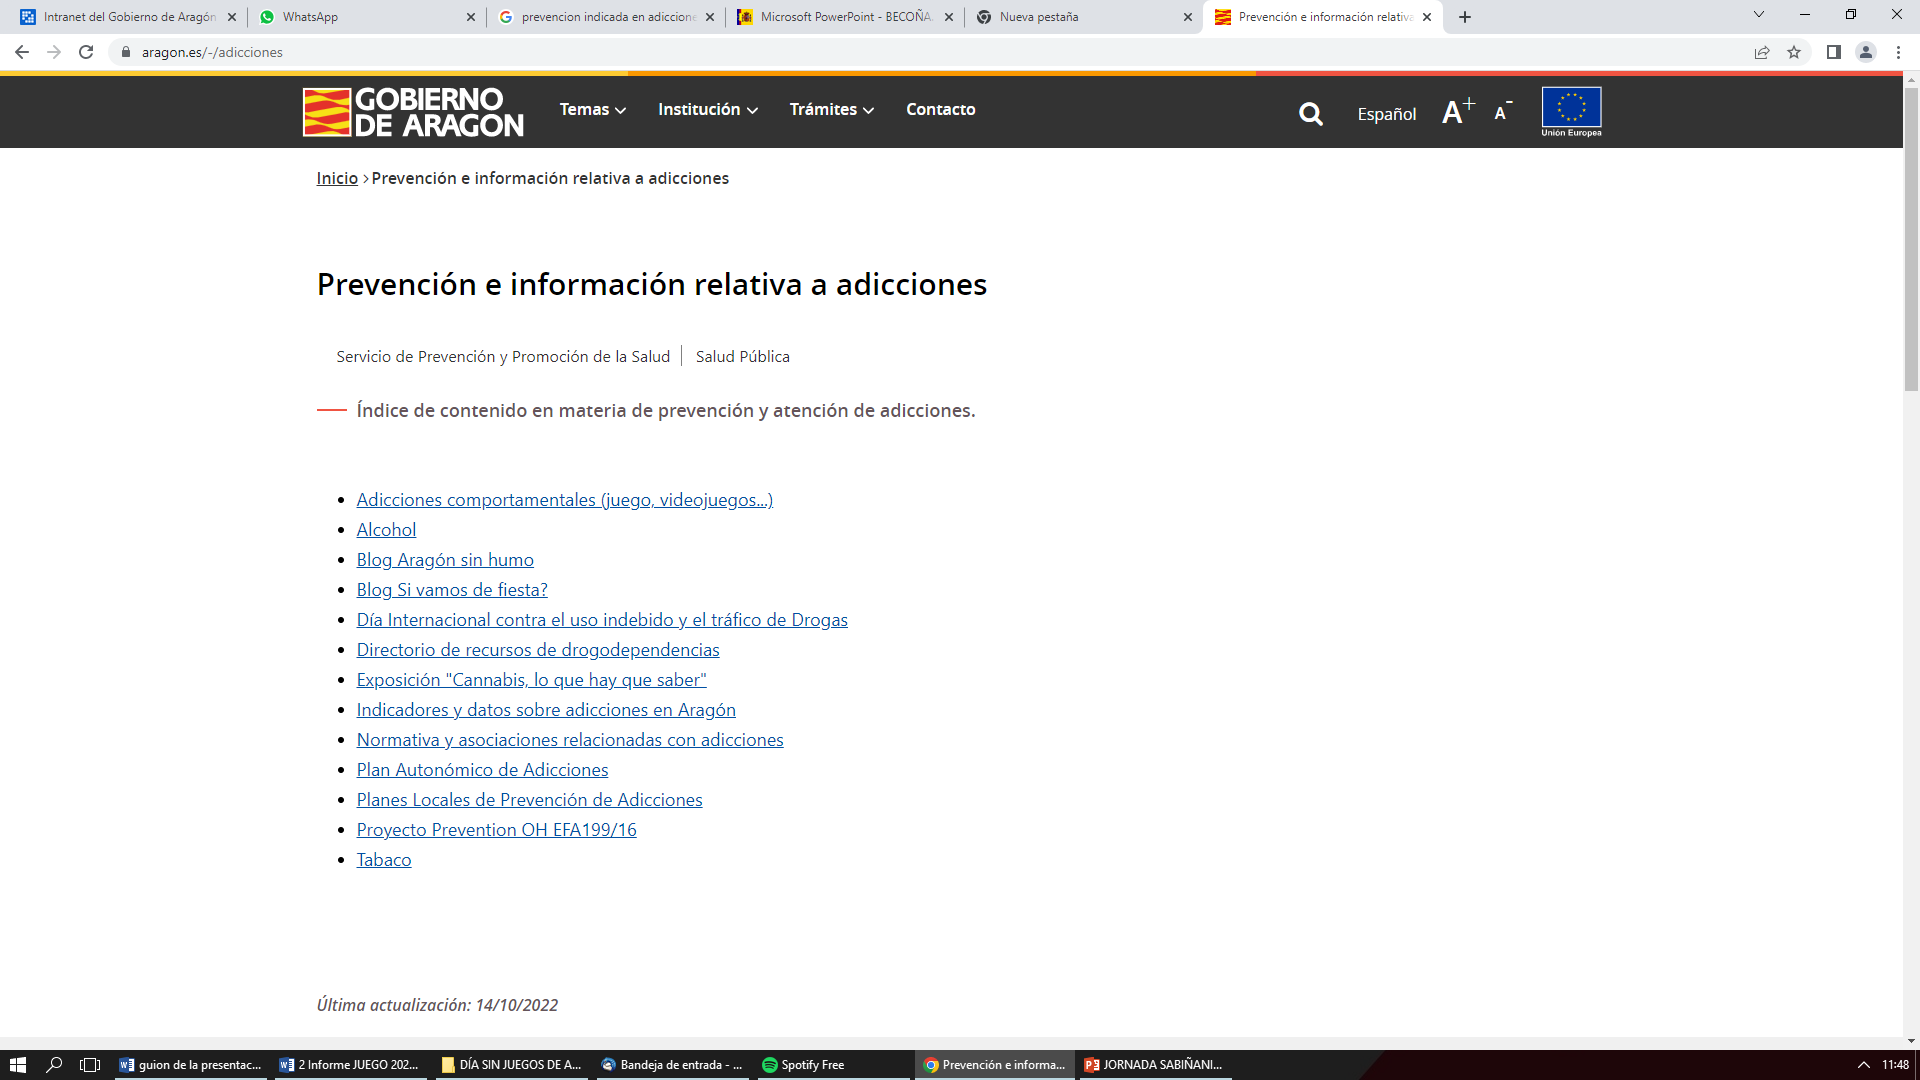 Intranet del Gobierno de Aragón
WhatsApp
prevencion indicada en adiccione
Microsoft PowerPoint - BECOÑA.
Nueva pestaña
Prevención e información relativa
aragon.es/-/adicciones
GOBIERNO
DE ARAGON
Temas
Institución
Trámites
Contacto
Español
A+
A-
Unión Europea
Inicio > Prevención e información relativa a adicciones
Prevención e información relativa a adicciones
Servicio de Prevención y Promoción de la Salud | Salud Pública
Índice de contenido en materia de prevención y atención de adicciones.
• Adicciones comportamentales (juego, videojuegos...)
• Alcohol
• Blog Aragón sin humo
• Blog Si vamos de fiesta?
• Día Internacional contra el uso indebido y el tráfico de Drogas
• Directorio de recursos de drogodependencias
• Exposición "Cannabis, lo que hay que saber"
• Indicadores y datos sobre adicciones en Aragón
• Normativa y asociaciones relacionadas con adicciones
• Plan Autonómico de Adicciones
• Planes Locales de Prevención de Adicciones
• Proyecto Prevention OH EFA199/16
• Tabaco
Última actualización: 14/10/2022
guion de la presentac...
2 Informe JUEGO 202...
DÍA SIN JUEGOS DE A...
Bandeja de entrada - ...
Spotify Free
Prevención e informa...
JORNADA SABIÑANI...
11:48